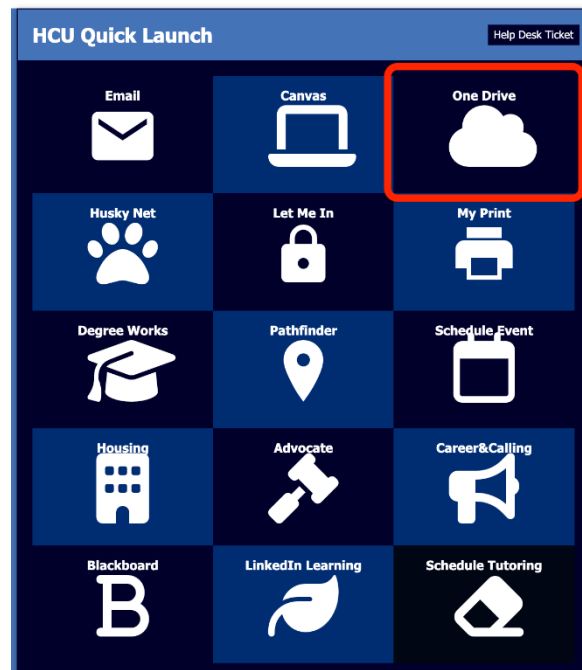 HCU Quick Launch
Help Desk Ticket
Email
Canvas
One Drive
Husky Net
Let Me In
My Print
Degree Works
Pathfinder
Schedule Event
Housing
Advocate
Career&Calling
Blackboard
LinkedIn Learning
Schedule Tutoring
B